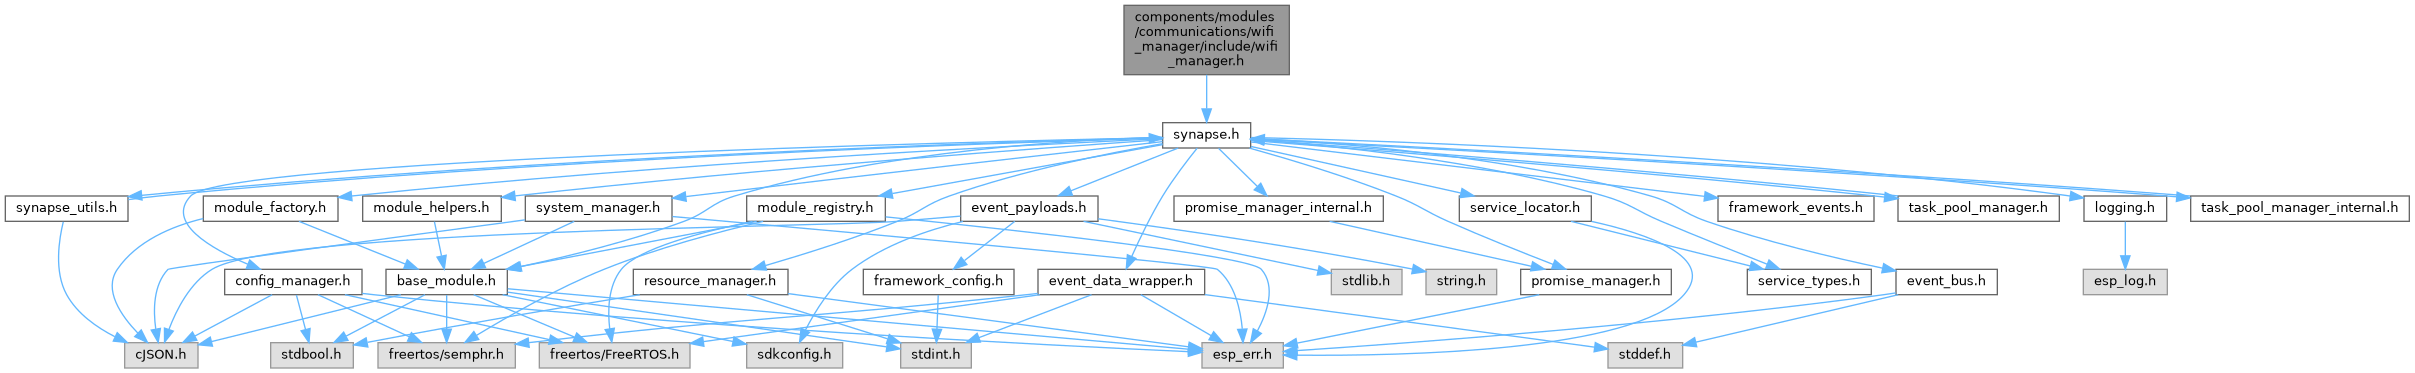 components/modules
/communications/wifi
_manager/include/wifi
_manager.h
synapse.h
synapse_utils.h
module_factory.h
module_helpers.h
system_manager.h
module_registry.h
event_payloads.h
promise_manager_internal.h
service_locator.h
framework_events.h
task_pool_manager.h
logging.h
task_pool_manager_internal.h
config_manager.h
base_module.h
resource_manager.h
framework_config.h
event_data_wrapper.h
stdlib.h
string.h
promise_manager.h
service_types.h
event_bus.h
esp_log.h
cJSON.h
stdbool.h
freertos/semphr.h
freertos/FreeRTOS.h
sdkconfig.h
stdint.h
esp_err.h
stddef.h